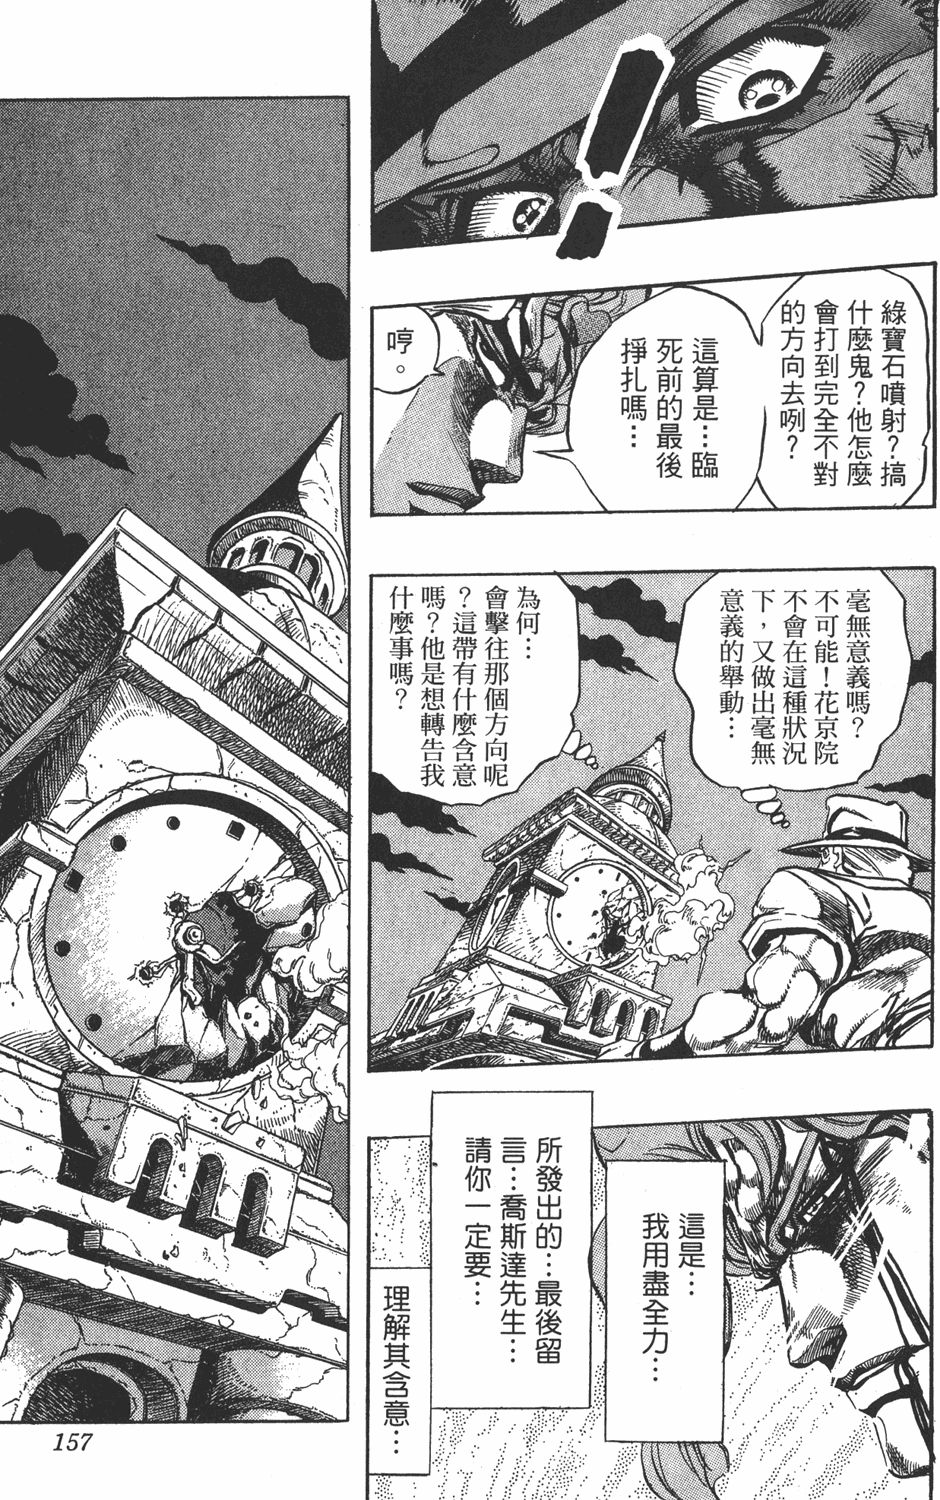 綠寶石噴射？搞
什麼鬼？他怎麼
會打到完全不對
的方向去咧？
這算是…臨
死前的最後
掙扎嗎…
哼。
毫無意義嗎？
不可能！花京院
不會在這種狀況
下，又做出毫無
意義的舉動…
為何…
會擊往那個方向呢
？這帶有什麼含意
嗎？他是想轉告我
什麼事嗎？
這是…
我用盡全力…
所發出的…最後留
言…喬斯達先生…
請你一定要…
理解其含意…
157